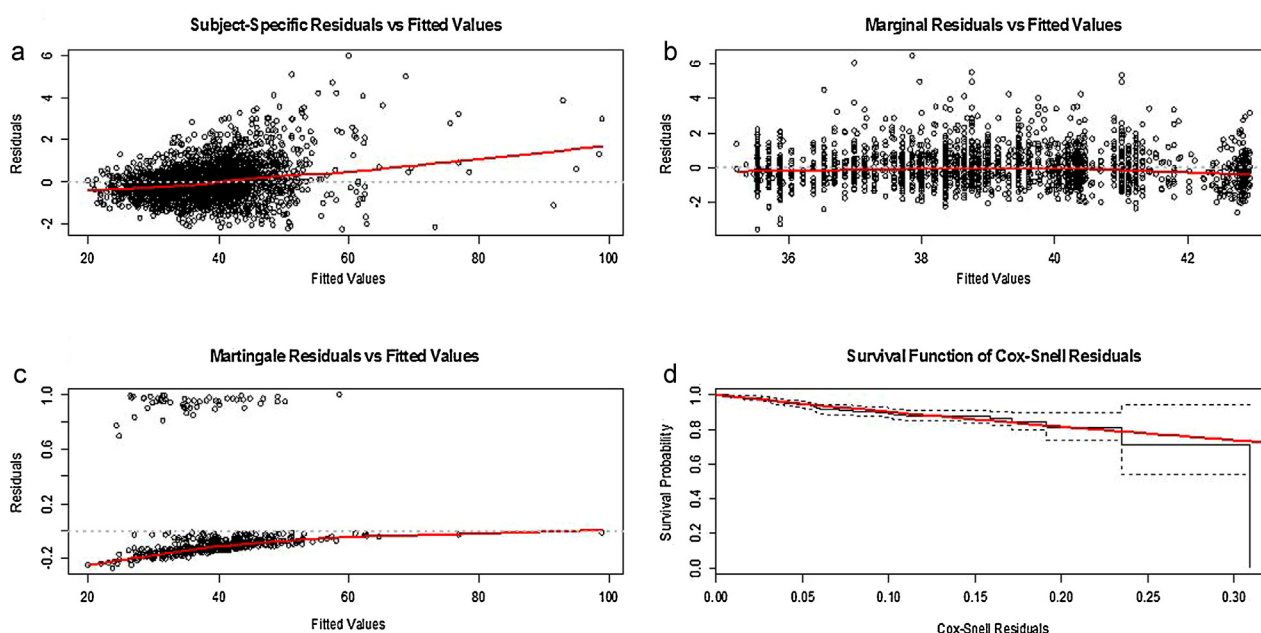 a
Subject-Specific Residuals vs Fitted Values
Residuals
6
4
2
0
-2
20 40 60 80 100
Fitted Values
b
Marginal Residuals vs Fitted Values
Residuals
6
4
2
0
-2
36 38 40 42
Fitted Values
c
Martingale Residuals vs Fitted Values
Residuals
1.0
0.6
0.2
-0.2
20 40 60 80 100
Fitted Values
d
Survival Function of Cox-Snell Residuals
Survival Probability
1.0
0.8
0.6
0.4
0.2
0.0
0.00 0.05 0.10 0.15 0.20 0.25 0.30
Cox-Snell Residuals